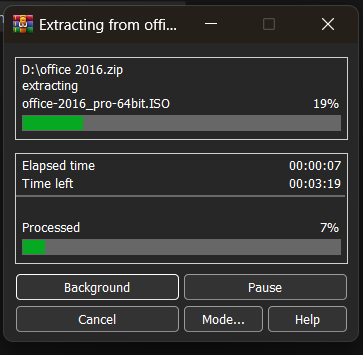 Extracting from offi...
D:\office 2016.zip
extracting
office-2016_pro-64bit.ISO 19%
Elapsed time 00:00:07
Time left 00:03:19
Processed 7%
Background Pause
Cancel Mode... Help